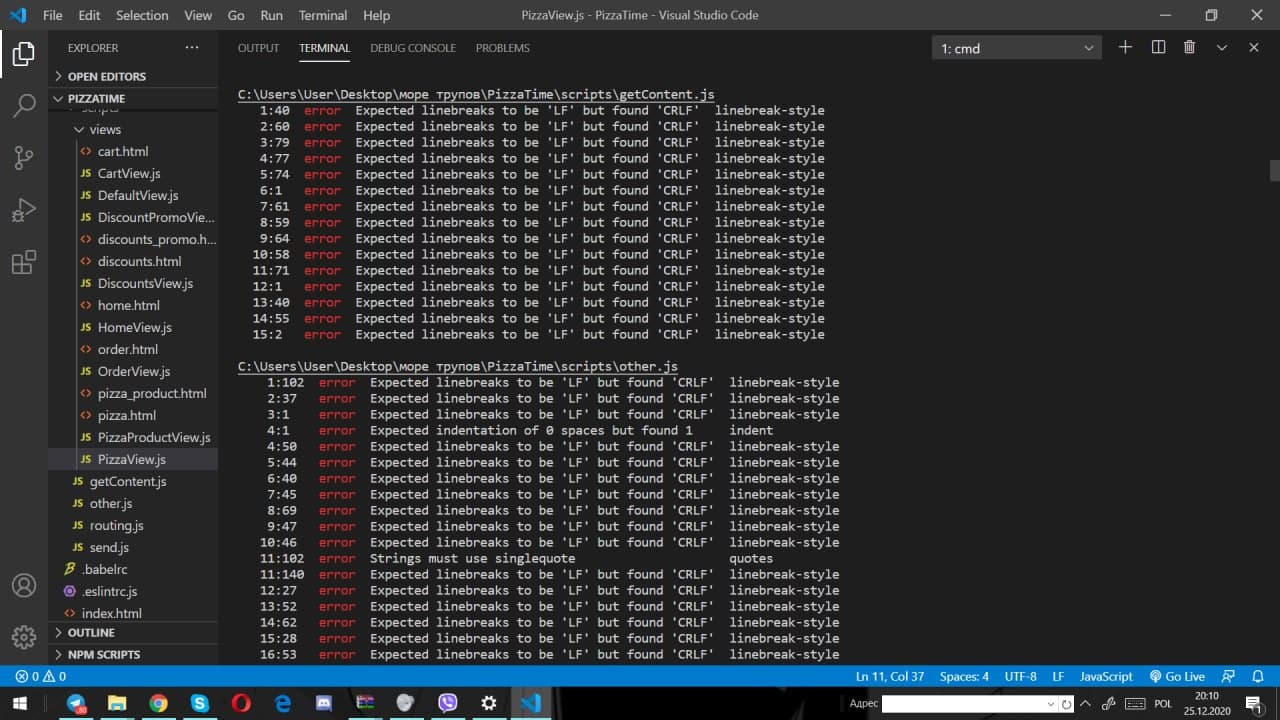 File Edit Selection View Go Run Terminal Help PizzaView.js - PizzaTime - Visual Studio Code
EXPLORER ...
OPEN EDITORS
PIZZATIME
scripts
views
cart.html
CartView.js
DefaultView.js
DiscountPromoVie...
discounts_promo.h...
discounts.html
DiscountsView.js
home.html
HomeView.js
order.html
OrderView.js
pizza_product.html
pizza.html
PizzaProductView.js
PizzaView.js
getContent.js
other.js
routing.js
send.js
.babelrc
.eslintrc.js
index.html
OUTLINE
NPM SCRIPTS
OUTPUT TERMINAL DEBUG CONSOLE PROBLEMS 1: cmd
C:\Users\User\Desktop\море трупов\PizzaTime\scripts\getContent.js
1:40 error Expected linebreaks to be 'LF' but found 'CRLF' linebreak-style
2:60 error Expected linebreaks to be 'LF' but found 'CRLF' linebreak-style
3:79 error Expected linebreaks to be 'LF' but found 'CRLF' linebreak-style
4:77 error Expected linebreaks to be 'LF' but found 'CRLF' linebreak-style
5:74 error Expected linebreaks to be 'LF' but found 'CRLF' linebreak-style
6:1 error Expected linebreaks to be 'LF' but found 'CRLF' linebreak-style
7:61 error Expected linebreaks to be 'LF' but found 'CRLF' linebreak-style
8:59 error Expected linebreaks to be 'LF' but found 'CRLF' linebreak-style
9:64 error Expected linebreaks to be 'LF' but found 'CRLF' linebreak-style
10:58 error Expected linebreaks to be 'LF' but found 'CRLF' linebreak-style
11:71 error Expected linebreaks to be 'LF' but found 'CRLF' linebreak-style
12:1 error Expected linebreaks to be 'LF' but found 'CRLF' linebreak-style
13:40 error Expected linebreaks to be 'LF' but found 'CRLF' linebreak-style
14:55 error Expected linebreaks to be 'LF' but found 'CRLF' linebreak-style
15:2 error Expected linebreaks to be 'LF' but found 'CRLF' linebreak-style
C:\Users\User\Desktop\море трупов\PizzaTime\scripts\other.js
1:102 error Expected linebreaks to be 'LF' but found 'CRLF' linebreak-style
2:37 error Expected linebreaks to be 'LF' but found 'CRLF' linebreak-style
3:1 error Expected linebreaks to be 'LF' but found 'CRLF' linebreak-style
4:1 error Expected indentation of 0 spaces but found 1 indent
4:50 error Expected linebreaks to be 'LF' but found 'CRLF' linebreak-style
5:44 error Expected linebreaks to be 'LF' but found 'CRLF' linebreak-style
6:40 error Expected linebreaks to be 'LF' but found 'CRLF' linebreak-style
7:45 error Expected linebreaks to be 'LF' but found 'CRLF' linebreak-style
8:69 error Expected linebreaks to be 'LF' but found 'CRLF' linebreak-style
9:47 error Expected linebreaks to be 'LF' but found 'CRLF' linebreak-style
10:46 error Expected linebreaks to be 'LF' but found 'CRLF' linebreak-style
11:102 error Strings must use singlequote quotes
11:140 error Expected linebreaks to be 'LF' but found 'CRLF' linebreak-style
12:27 error Expected linebreaks to be 'LF' but found 'CRLF' linebreak-style
13:52 error Expected linebreaks to be 'LF' but found 'CRLF' linebreak-style
14:62 error Expected linebreaks to be 'LF' but found 'CRLF' linebreak-style
15:28 error Expected linebreaks to be 'LF' but found 'CRLF' linebreak-style
16:53 error Expected linebreaks to be 'LF' but found 'CRLF' linebreak-style
0 0 Ln 11, Col 37 Spaces: 4 UTF-8 LF JavaScript Go Live
Адрес POL 20:10
25.12.2020 1